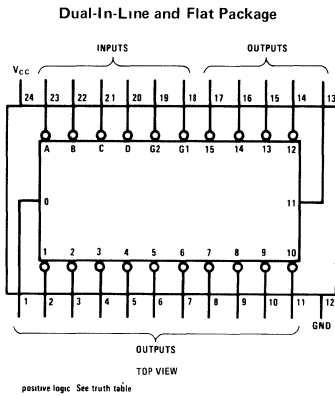 Dual-In-Line and Flat Package
INPUTS OUTPUTS
VCC
24 23 22 21 20 19 18 17 16 15 14 13
A B C D G2 G1 15 14 13 12
0 11
1 2 3 4 5 6 7 8 9 10
1 2 3 4 5 6 7 8 9 10 11 12
GND
OUTPUTS
TOP VIEW
positive logic See truth table